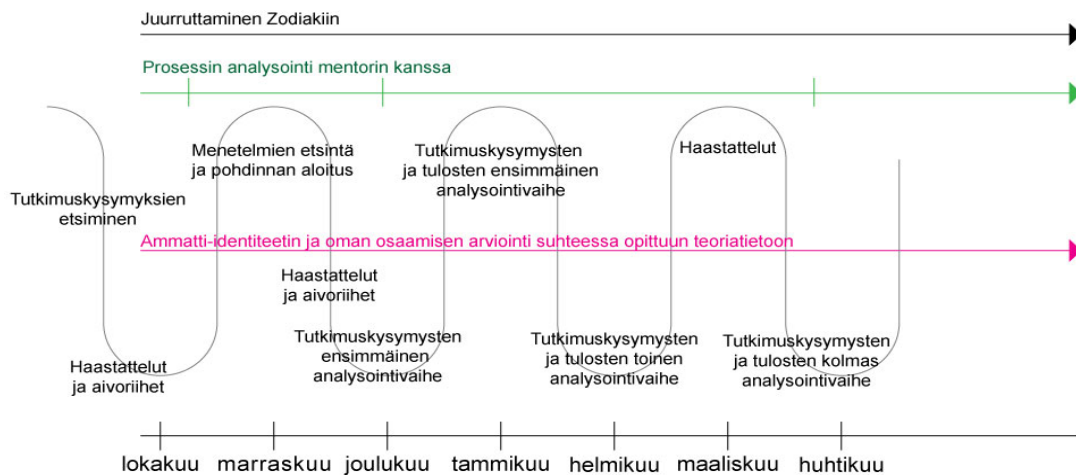 Juurruttaminen Zodiakiin
Prosessin analysointi mentorin kanssa
Tutkimuskysymyksien
etsiminen
Menetelmien etsintä
ja pohdinnan aloitus
Tutkimuskysymysten
ja tulosten ensimmäinen
analysointivaihe
Haastattelut
Ammatti-identiteetin ja oman osaamisen arviointi suhteessa opittuun teoriatietoon
Haastattelut
ja aivoriihet
Haastattelut
ja aivoriihet
Tutkimuskysymysten
ensimmäinen
analysointivaihe
Tutkimuskysymysten
ja tulosten toinen
analysointivaihe
Tutkimuskysymysten
ja tulosten kolmas
analysointivaihe
lokakuu
marraskuu
joulukuu
tammikuu
helmikuu
maaliskuu
huhtikuu